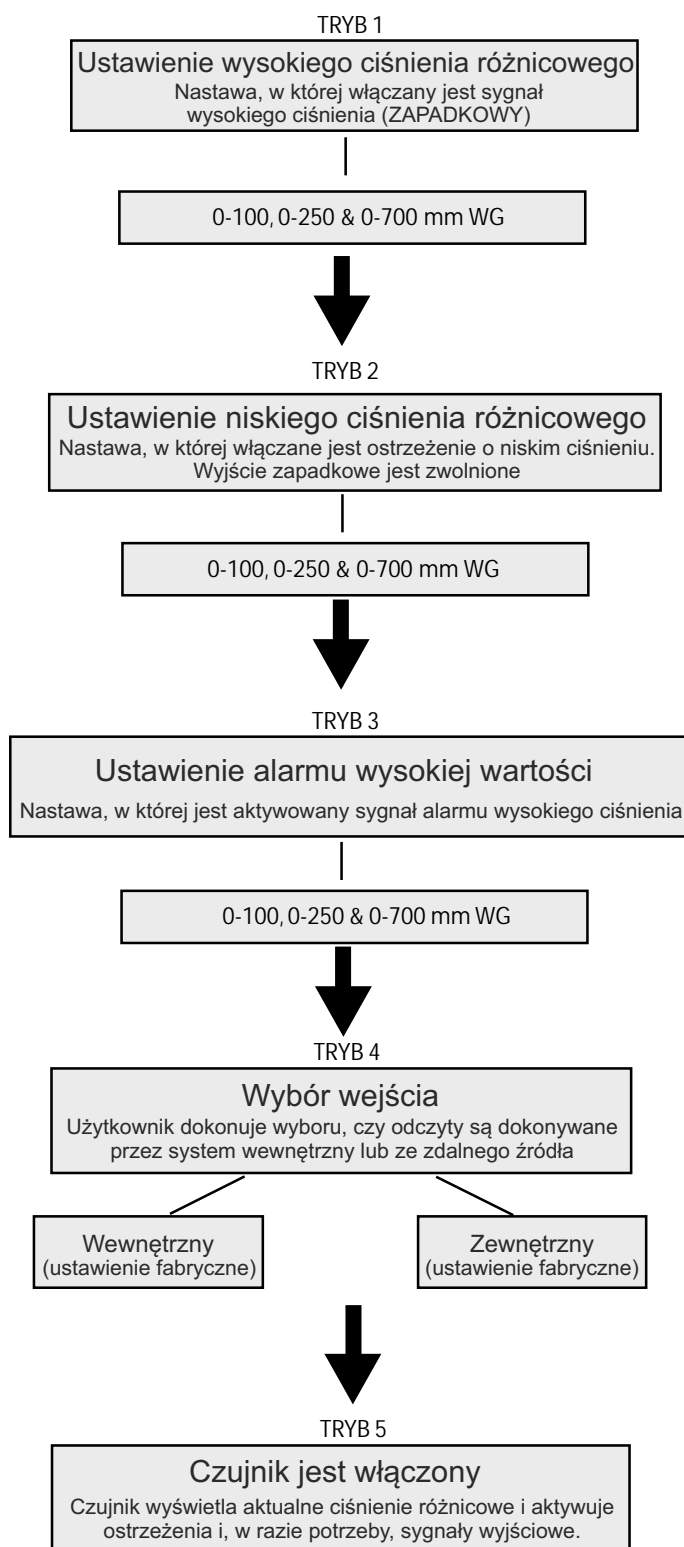 TRYB 1
Ustawienie wysokiego ciśnienia różnicowego
Nastawa, w której włączany jest sygnał
wysokiego ciśnienia (ZAPADKOWY)
0-100, 0-250 & 0-700 mm WG
TRYB 2
Ustawienie niskiego ciśnienia różnicowego
Nastawa, w której włączane jest ostrzeżenie o niskim ciśnieniu.
Wyjście zapadkowe jest zwolnione
0-100, 0-250 & 0-700 mm WG
TRYB 3
Ustawienie alarmu wysokiej wartości
Nastawa, w której jest aktywowany sygnał alarmu wysokiego ciśnienia
0-100, 0-250 & 0-700 mm WG
TRYB 4
Wybór wejścia
Użytkownik dokonuje wyboru, czy odczyty są dokonywane
przez system wewnętrzny lub ze zdalnego źródła
Wewnętrzny
(ustawienie fabryczne)
Zewnętrzny
(ustawienie fabryczne)
TRYB 5
Czujnik jest włączony
Czujnik wyświetla aktualne ciśnienie różnicowe i aktywuje
ostrzeżenia i, w razie potrzeby, sygnały wyjściowe.